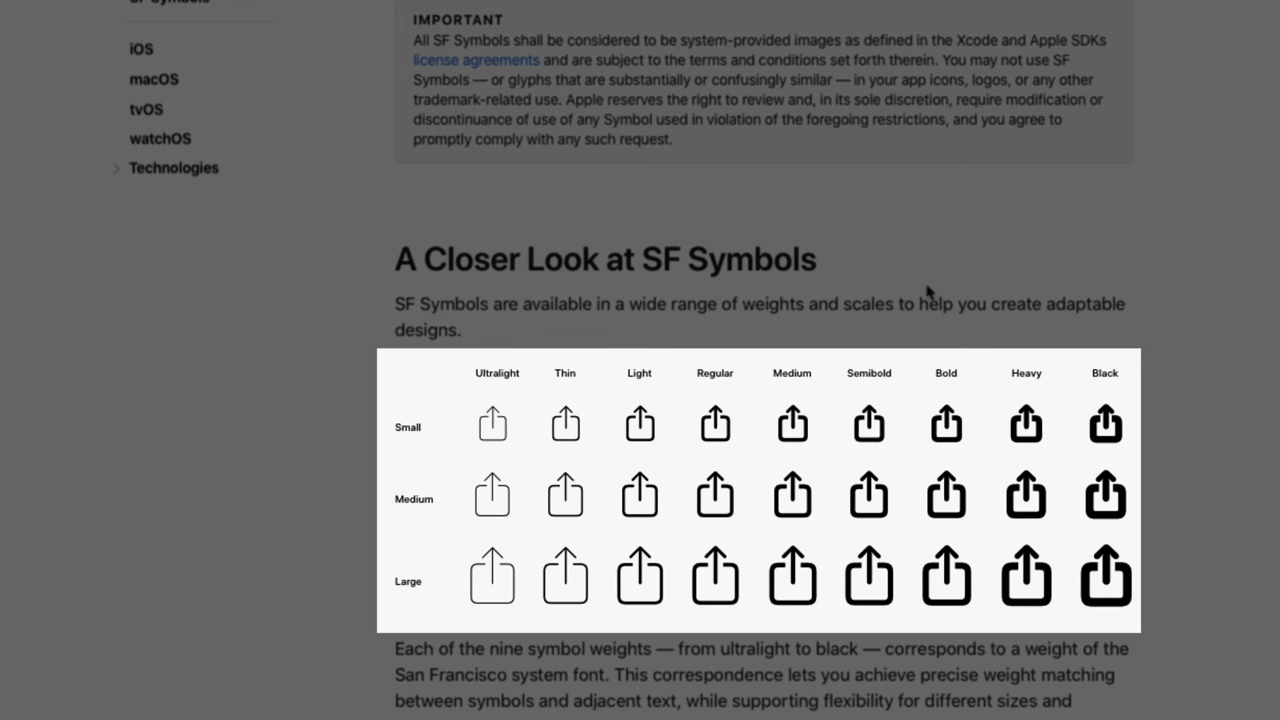 iOS
macOS
tvOS
watchOS
Technologies
IMPORTANT
All SF Symbols shall be considered to be system-provided images as defined in the Xcode and Apple SDKs
license agreements and are subject to the terms and conditions set forth therein. You may not use SF
Symbols — or glyphs that are substantially or confusingly similar — in your app icons, logos, or any other
trademark-related use. Apple reserves the right to review and, in its sole discretion, require modification or
discontinuance of use of any Symbol used in violation of the foregoing restrictions, and you agree to
promptly comply with any such request.
A Closer Look at SF Symbols
SF Symbols are available in a wide range of weights and scales to help you create adaptable
designs.
Ultralight Thin Light Regular Medium Semibold Bold Heavy Black
Small
Medium
Large
Each of the nine symbol weights — from ultralight to black — corresponds to a weight of the
San Francisco system font. This correspondence lets you achieve precise weight matching
between symbols and adjacent text, while supporting flexibility for different sizes and